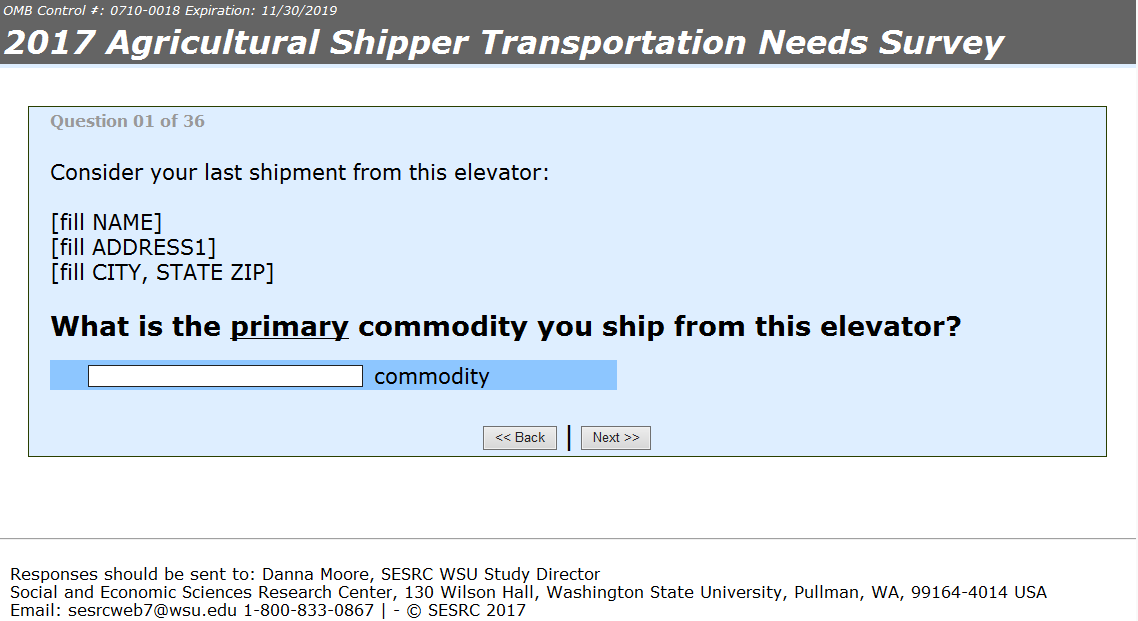 OMB Control #: 0710-0018 Expiration: 11/30/2019
2017 Agricultural Shipper Transportation Needs Survey
Question 01 of 36
Consider your last shipment from this elevator:
[fill NAME]
[fill ADDRESS1]
[fill CITY, STATE ZIP]
What is the primary commodity you ship from this elevator?
commodity
<< Back | Next >>
Responses should be sent to: Danna Moore, SESRC WSU Study Director
Social and Economic Sciences Research Center, 130 Wilson Hall, Washington State University, Pullman, WA, 99164-4014 USA
Email: sesrcweb7@wsu.edu 1-800-833-0867 | - © SESRC 2017